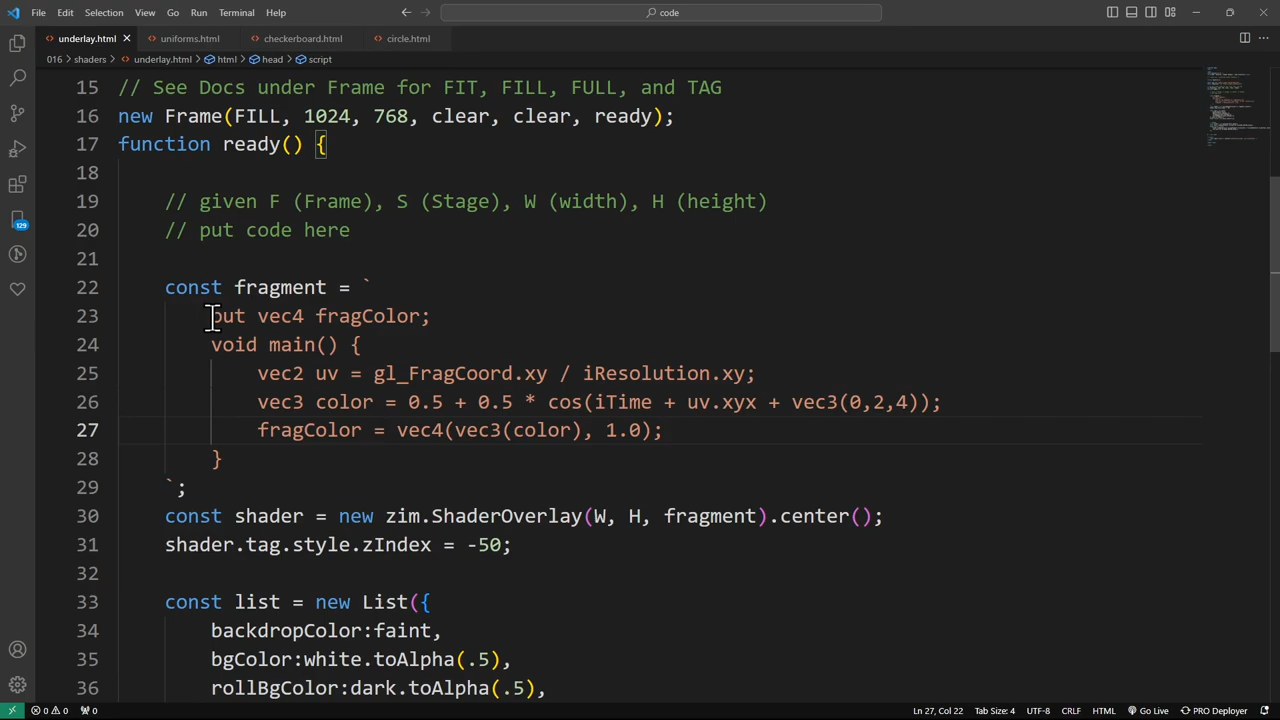 File Edit Selection View Go Run Terminal Help
code
underlay.html
uniforms.html
checkerboard.html
circle.html
016 > shaders > underlay.html > html > head > script
15 // See Docs under Frame for FIT, FILL, FULL, and TAG
16 new Frame(FILL, 1024, 768, clear, clear, ready);
17 function ready() {
18
19 // given F (Frame), S (Stage), W (width), H (height)
20 // put code here
21
22 const fragment = `
23 out vec4 fragColor;
24 void main() {
25 vec2 uv = gl_FragCoord.xy / iResolution.xy;
26 vec3 color = 0.5 + 0.5 * cos(iTime + uv.xyx + vec3(0,2,4));
27 fragColor = vec4(vec3(color), 1.0);
28 }
29 `;
30 const shader = new zim.ShaderOverlay(W, H, fragment).center();
31 shader.tag.style.zIndex = -50;
32
33 const list = new List({
34 backdropColor:faint,
35 bgColor:white.toAlpha(.5),
36 rollBgColor:dark.toAlpha(.5),
129
0 0 0 Ln 27, Col 22 Tab Size: 4 UTF-8 CRLF HTML Go Live PRO Deployer